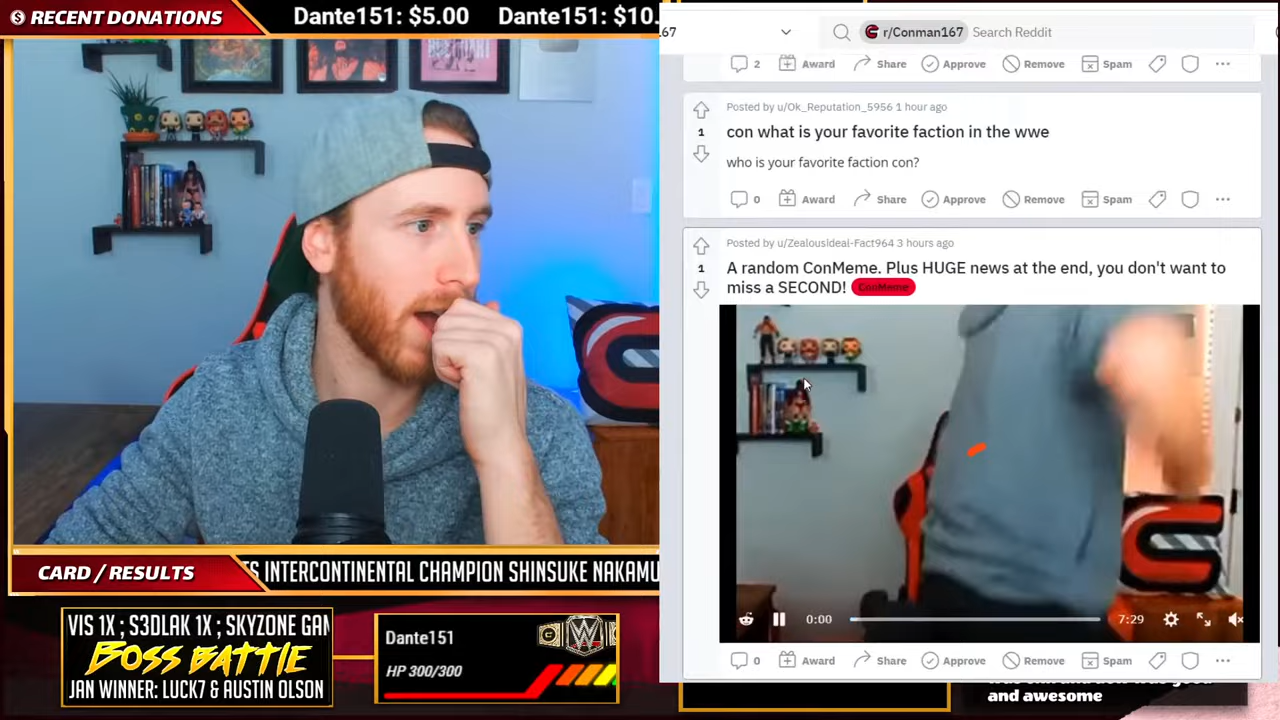 RECENT DONATIONS
Dante151: $5.00 Dante151: $10.
.67
r/Conman167 Search Reddit
2 Award Share Approve Remove Spam
Posted by u/Ok_Reputation_5956 1 hour ago
1
con what is your favorite faction in the wwe
who is your favorite faction con?
0 Award Share Approve Remove Spam
Posted by u/ZealousIdeal-Fact964 3 hours ago
1
A random ConMeme. Plus HUGE news at the end, you don't want to
miss a SECOND! ConMeme
0:00 7:29
0 Award Share Approve Remove Spam
CARD / RESULTS
TS INTERCONTINENTAL CHAMPION SHINSUKE NAKAMU
VIS 1X ; S3DLAK 1X ; SKYZONE GAM
BOSS BATTLE
JAN WINNER: LUCK7 & AUSTIN OLSON
Dante151
HP 300/300
and awesome